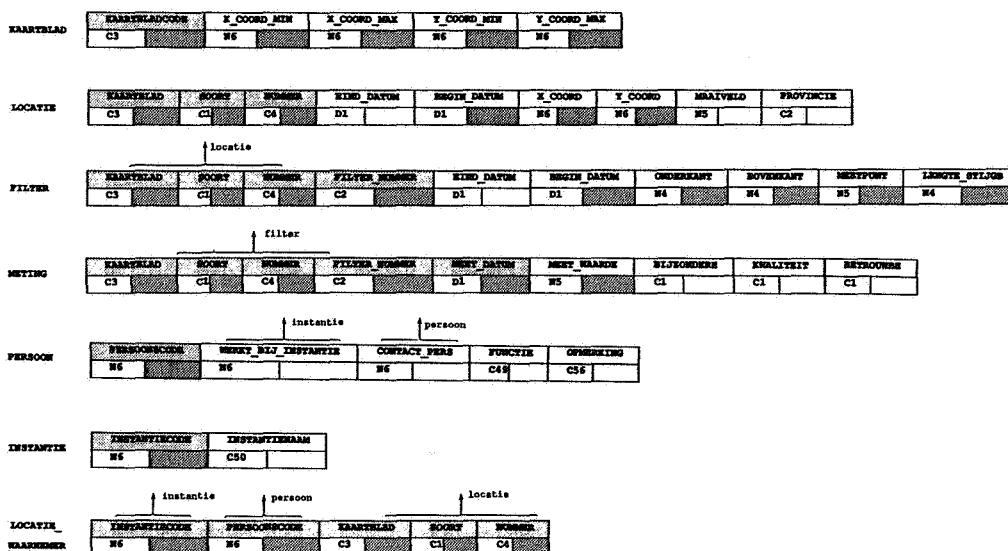 KAARTBLADCODE X_COORD_MIN X_COORD_MAX Y_COORD_MIN Y_COORD_MAX
KAARTBLAD
C3 N6 N6 N6 N6
KAARTBLAD SOORT NUMMER EIND_DATUM BEGIN_DATUM X_COORD Y_COORD MAAIVELD PROVINCIE
LOCATIE
C3 C1 C4 D1 D1 N6 N6 N5 C2
locatie
KAARTBLAD SOORT NUMMER FILTER_NUMMER EIND_DATUM BEGIN_DATUM ONDERKANT BOVENKANT MEETPUNT LENGTE_STIJGB
FILTER
C3 C1 C4 C2 D1 D1 N4 N4 N5 N4
filter
KAARTBLAD SOORT NUMMER FILTER_NUMMER MEET_DATUM MEET_WAARDE BIJZONDERE KWALITEIT BETROUWBE
METING
C3 C1 C4 C2 D1 N5 C1 C1 C1
instantie persoon
PERSOONSCODE WERKT_BIJ_INSTANTIE CONTACT_PERS FUNCTIE OPMERKING
PERSOON
N6 N6 N6 C49 C56
INSTANTIECODE INSTANTIENAAM
INSTANTIE
N6 C50
instantie persoon locatie
LOCATIE_ INSTANTIECODE PERSOONSCODE KAARTBLAD SOORT NUMMER
WAARNEMER N6 N6 C3 C1 C4